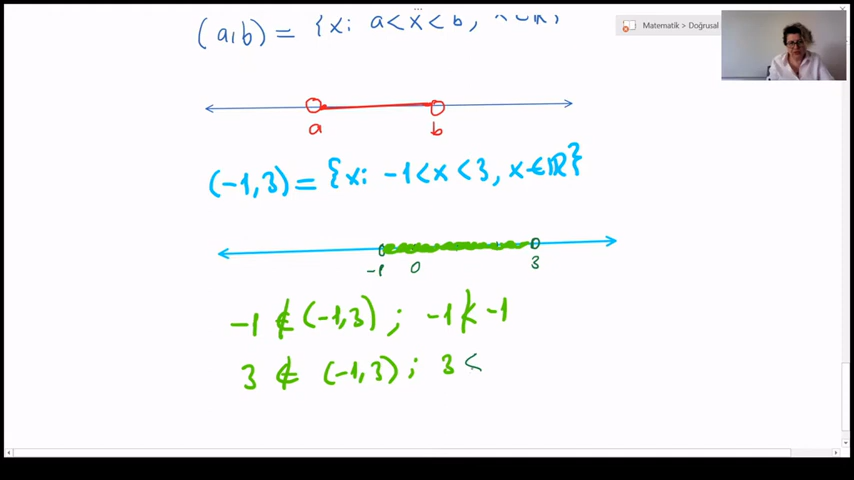 (a,b) = {x: a<x<b, x∈ℝ}
Matematik > Doğrusal
a b
(-1,3) = {x: -1<x<3, x∈ℝ}
-1 0 3
-1 ∉ (-1,3) ; -1 ≮ -1
3 ∉ (-1,3) ; 3 <